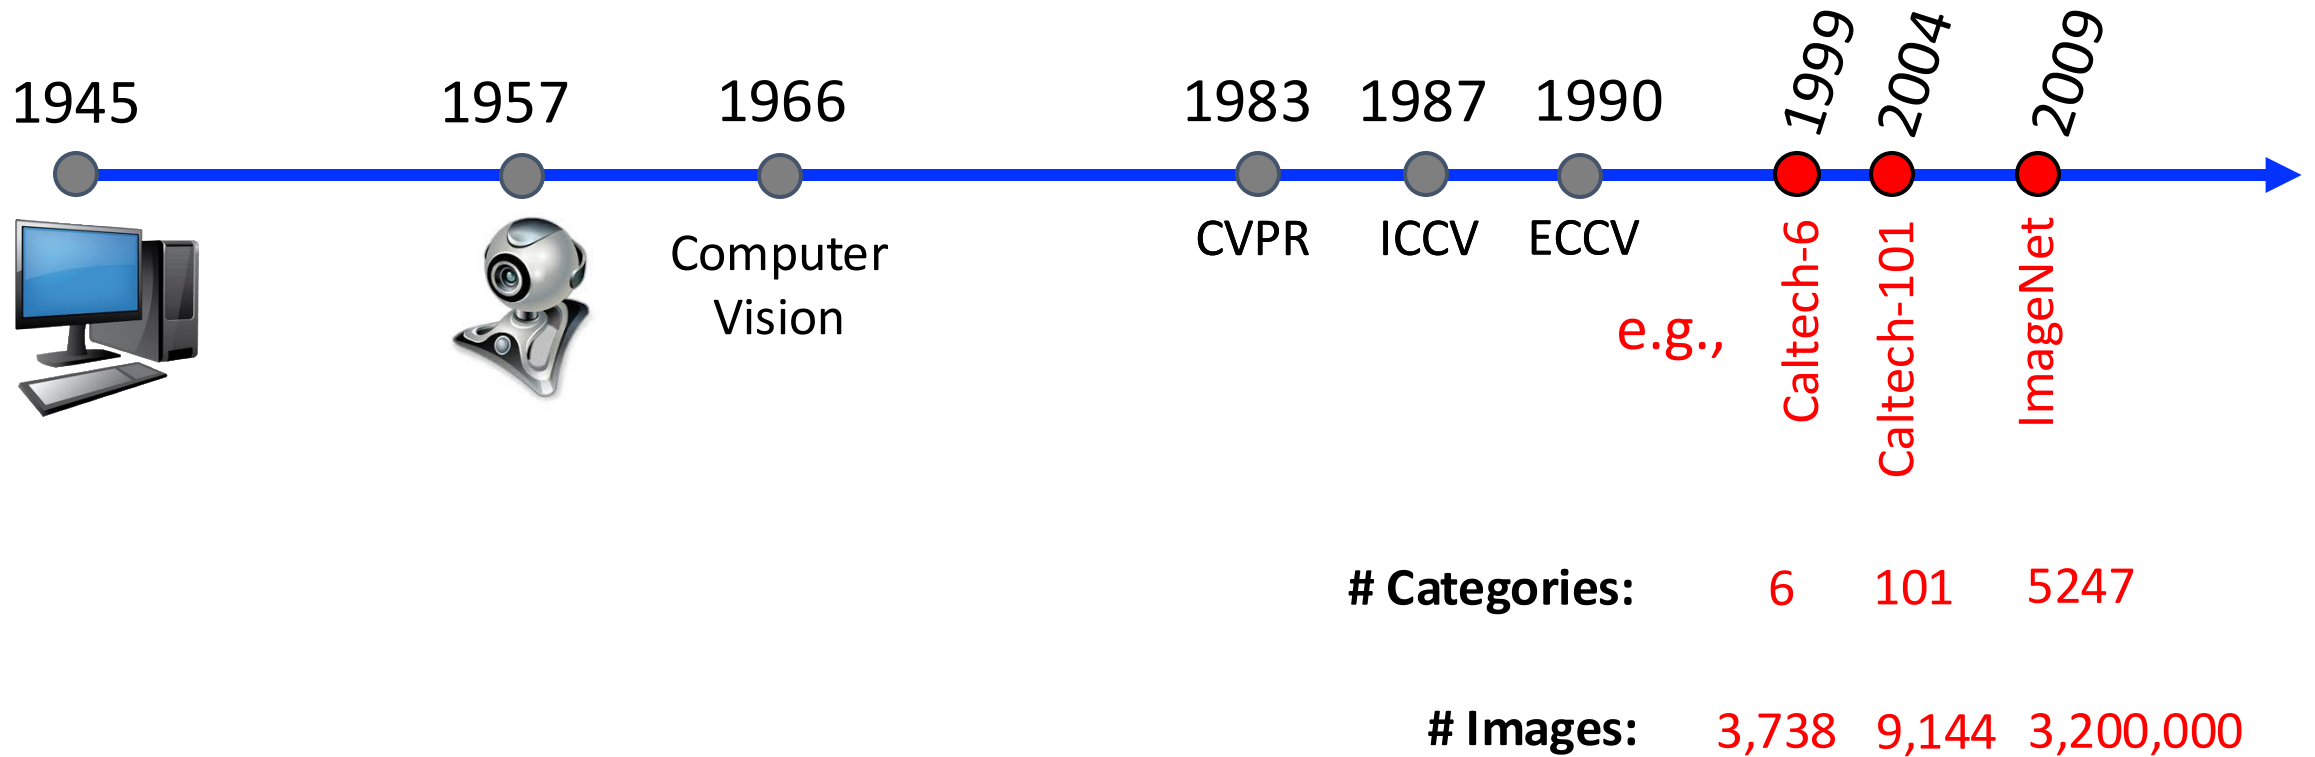 1945 1957 1966 1983 1987 1990 1999 2004 2009
Computer
Vision
CVPR ICCV ECCV
e.g.,
Caltech-6
Caltech-101
ImageNet
# Categories: 6 101 5247
# Images: 3,738 9,144 3,200,000